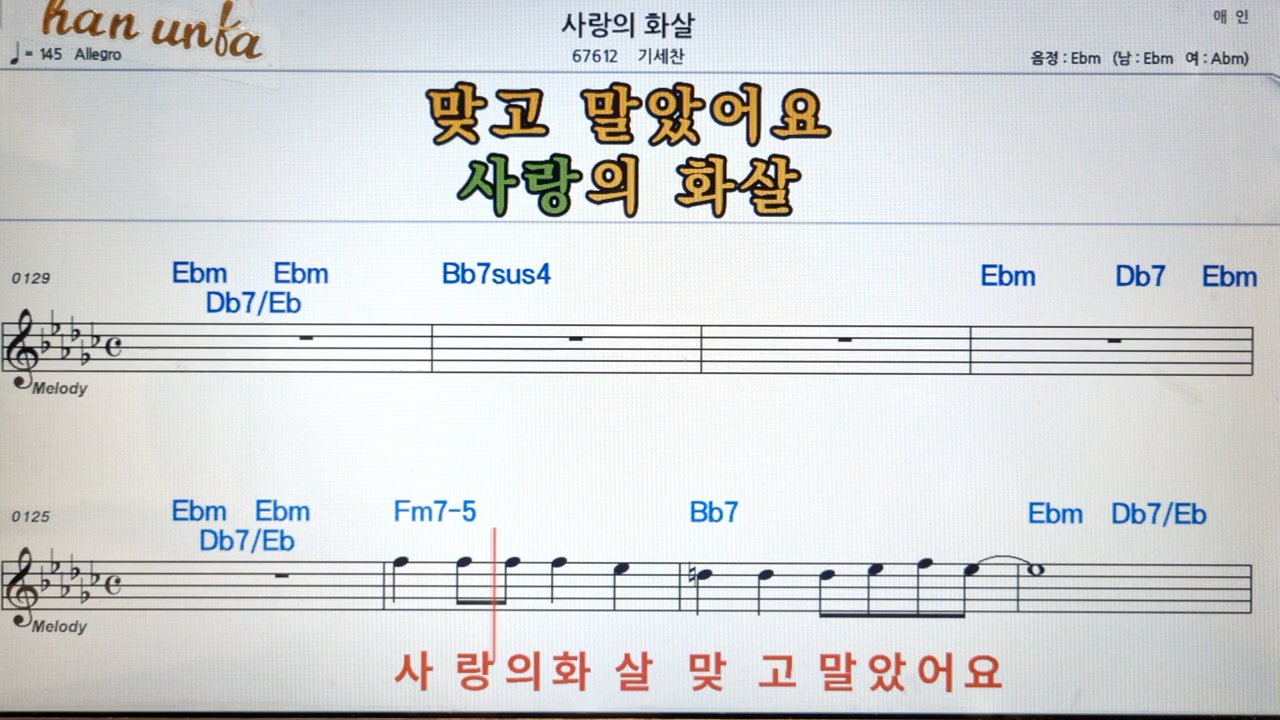 han unfa
사랑의 화살
애 인
♩= 145 Allegro
67612 기세찬
음정 : Ebm (남 : Ebm 여 : Abm)
맞고 말았어요
사랑의 화살
0129
Ebm Ebm Bb7sus4 Ebm Db7 Ebm
Db7/Eb
Melody
0125
Ebm Ebm Fm7-5 Bb7 Ebm Db7/Eb
Db7/Eb
Melody
사 랑의화 살 맞 고 말았어요